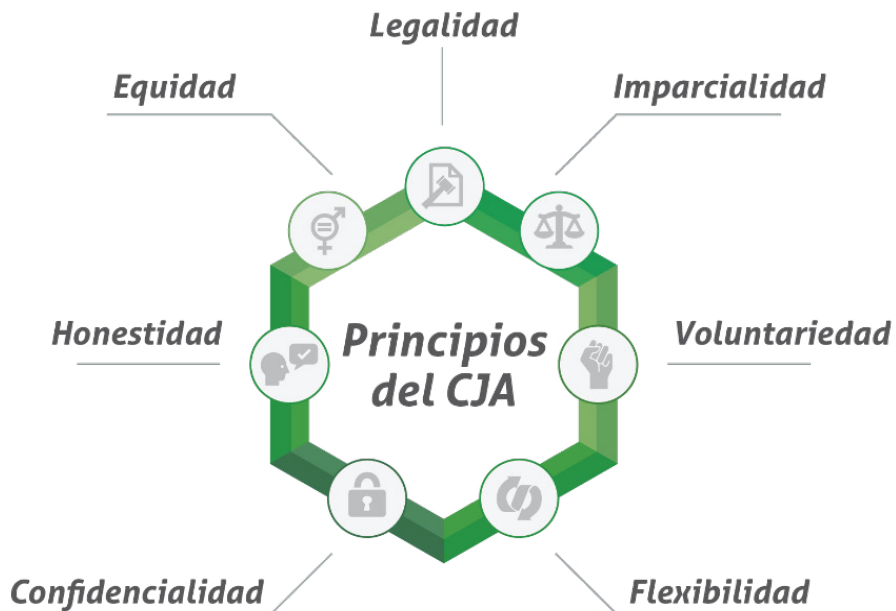 Legalidad
Equidad
Imparcialidad
Honestidad
Principios
del CJA
Voluntariedad
Confidencialidad
Flexibilidad